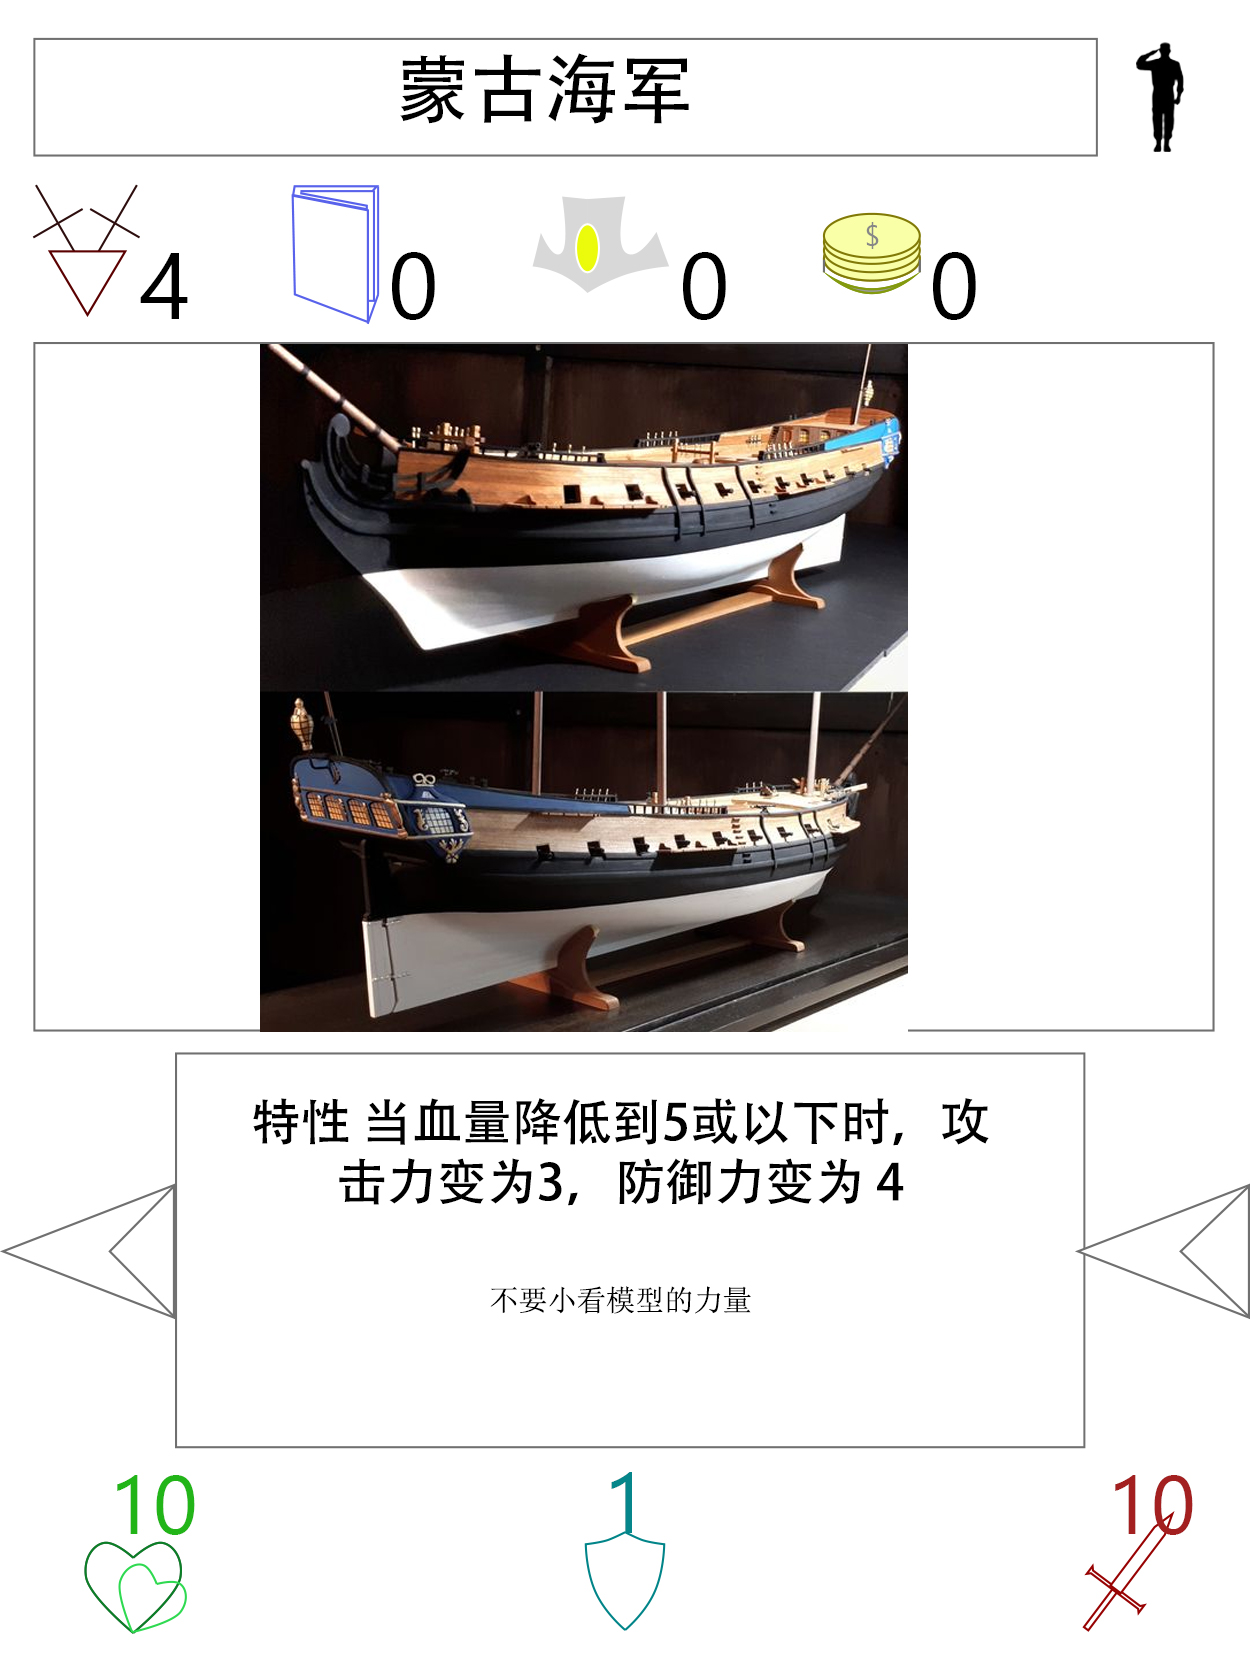 蒙古海军
4 0 0 $ 0
特性 当血量降低到5或以下时，攻
击力变为3，防御力变为 4
不要小看模型的力量
10 1 10